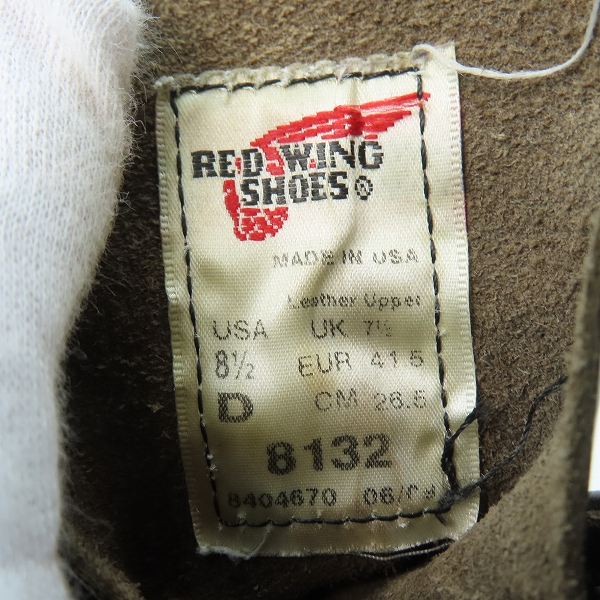 RED WING
SHOES®
MADE IN USA
Leather Upper
USA UK 7½
8½ EUR 41.5
D CM 26.5
8132
8404670